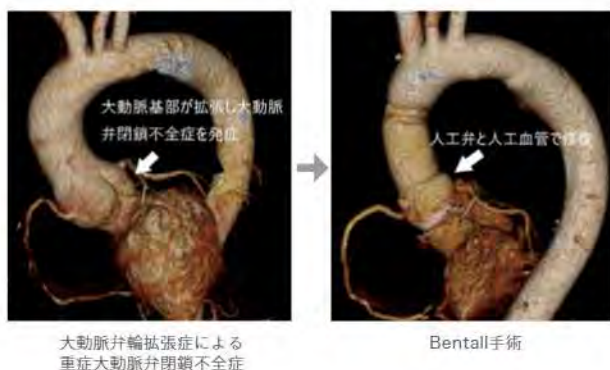 大動脈基部が拡張し大動脈
弁閉鎖不全症を発症
人工弁と人工血管で修復
大動脈弁輪拡張症による
重症大動脈弁閉鎖不全症
Bentall手術